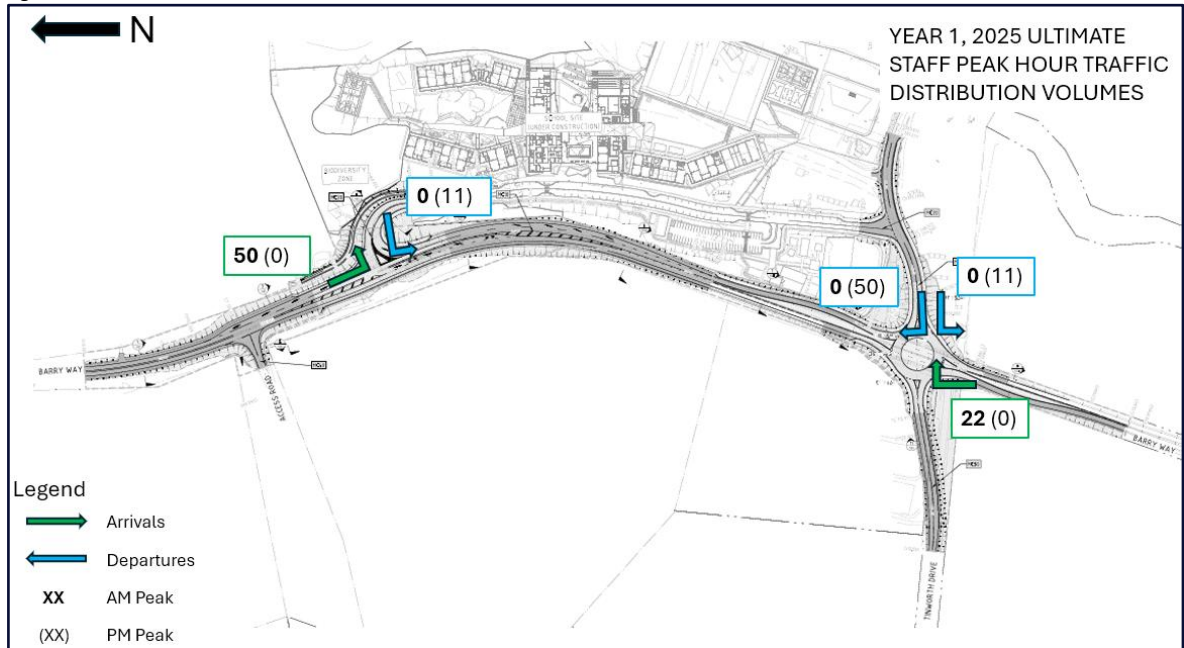 N
YEAR 1, 2025 ULTIMATE
STAFF PEAK HOUR TRAFFIC
DISTRIBUTION VOLUMES
SCHOOL SITE
(UNDER CONSTRUCTION)
BIODIVERSITY
ZONE
0 (11)
50 (0)
0 (50)
0 (11)
22 (0)
BARRY WAY
ACCESS ROAD
BARRY WAY
TINWORTH DRIVE
Legend
Arrivals
Departures
XX AM Peak
(XX) PM Peak